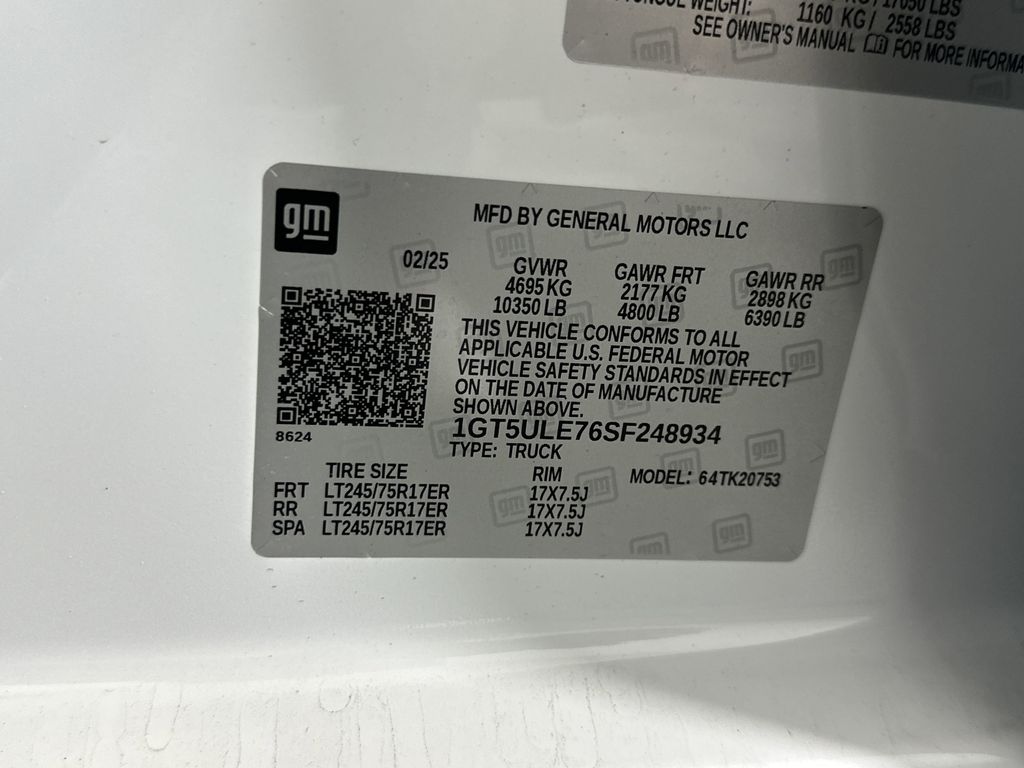 17050 LBS
TONGUE WEIGHT: 1160 KG / 2558 LBS
SEE OWNER'S MANUAL FOR MORE
gm
MFD BY GENERAL MOTORS LLC
02/25
GVWR GAWR FRT GAWR RR
4695 KG 2177 KG 2898 KG
10350 LB 4800 LB 6390 LB
THIS VEHICLE CONFORMS TO ALL
APPLICABLE U.S. FEDERAL MOTOR
VEHICLE SAFETY STANDARDS IN EFFECT
ON THE DATE OF MANUFACTURE
SHOWN ABOVE.
8624
1GT5ULE76SF248934
TYPE: TRUCK
TIRE SIZE RIM MODEL: 64TK20753
FRT LT245/75R17ER 17X7.5J
RR LT245/75R17ER 17X7.5J
SPA LT245/75R17ER 17X7.5J